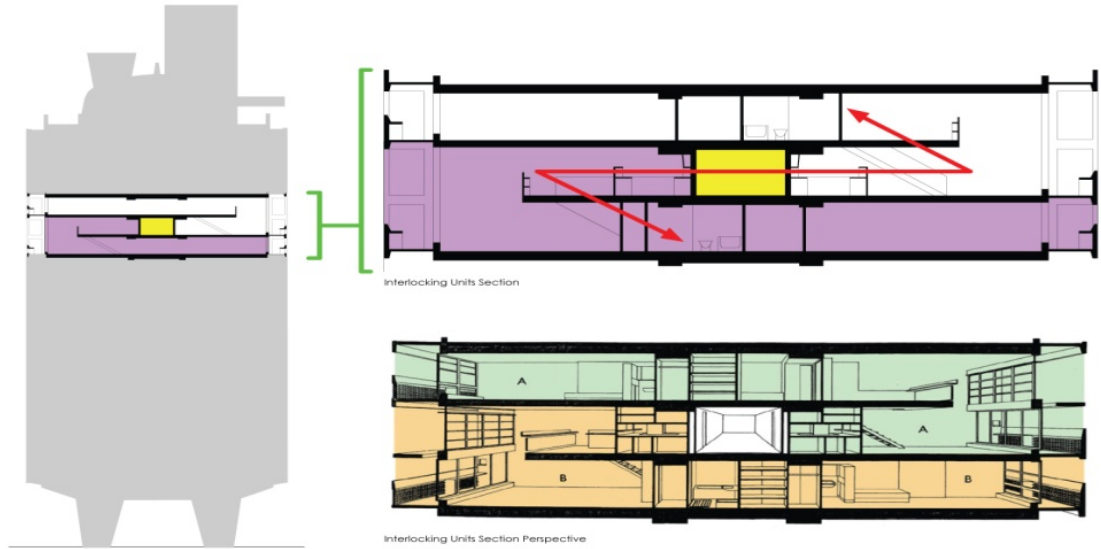 Interlocking Units Section
A
A
B
B
Interlocking Units Section Perspective